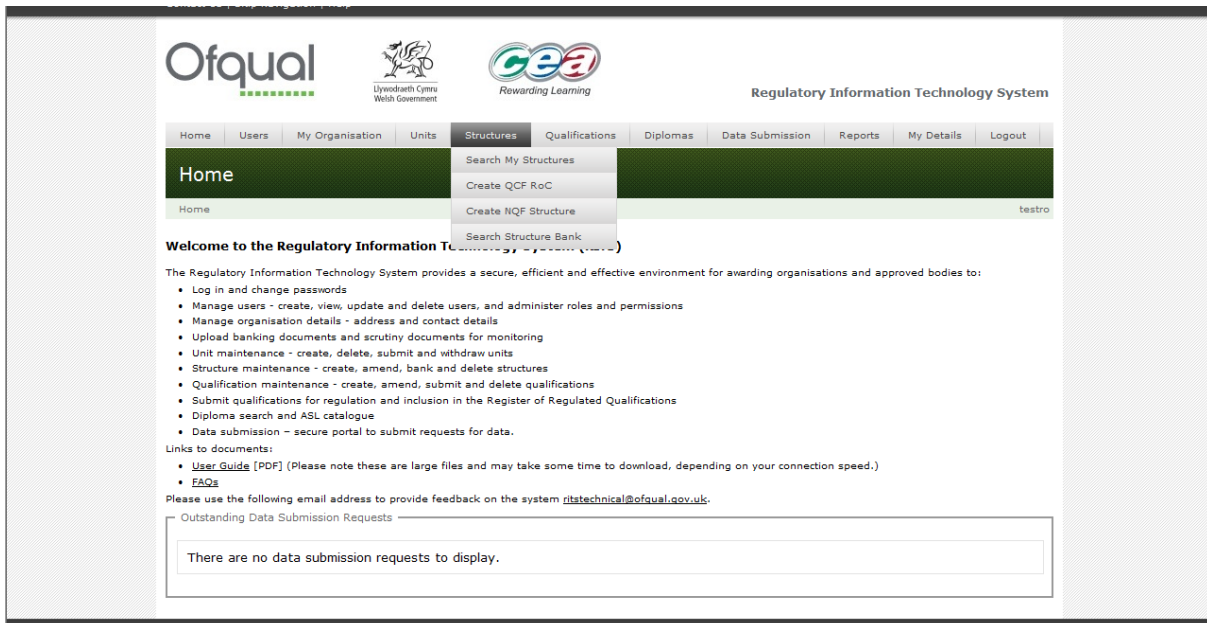 Ofqual
Llywodraeth Cymru
Welsh Government
cea
Rewarding Learning
Regulatory Information Technology System
Home Users My Organisation Units Structures Qualifications Diplomas Data Submission Reports My Details Logout
Search My Structures
Create QCF RoC
Create NQF Structure
Search Structure Bank
Home
Home testro
Welcome to the Regulatory Information
The Regulatory Information Technology System provides a secure, efficient and effective environment for awarding organisations and approved bodies to:
• Log in and change passwords
• Manage users - create, view, update and delete users, and administer roles and permissions
• Manage organisation details - address and contact details
• Upload banking documents and scrutiny documents for monitoring
• Unit maintenance - create, delete, submit and withdraw units
• Structure maintenance - create, amend, bank and delete structures
• Qualification maintenance - create, amend, submit and delete qualifications
• Submit qualifications for regulation and inclusion in the Register of Regulated Qualifications
• Diploma search and ASL catalogue
• Data submission – secure portal to submit requests for data.
Links to documents:
• User Guide [PDF] (Please note these are large files and may take some time to download, depending on your connection speed.)
• FAQs
Please use the following email address to provide feedback on the system ritstechnical@ofqual.gov.uk.
Outstanding Data Submission Requests
There are no data submission requests to display.